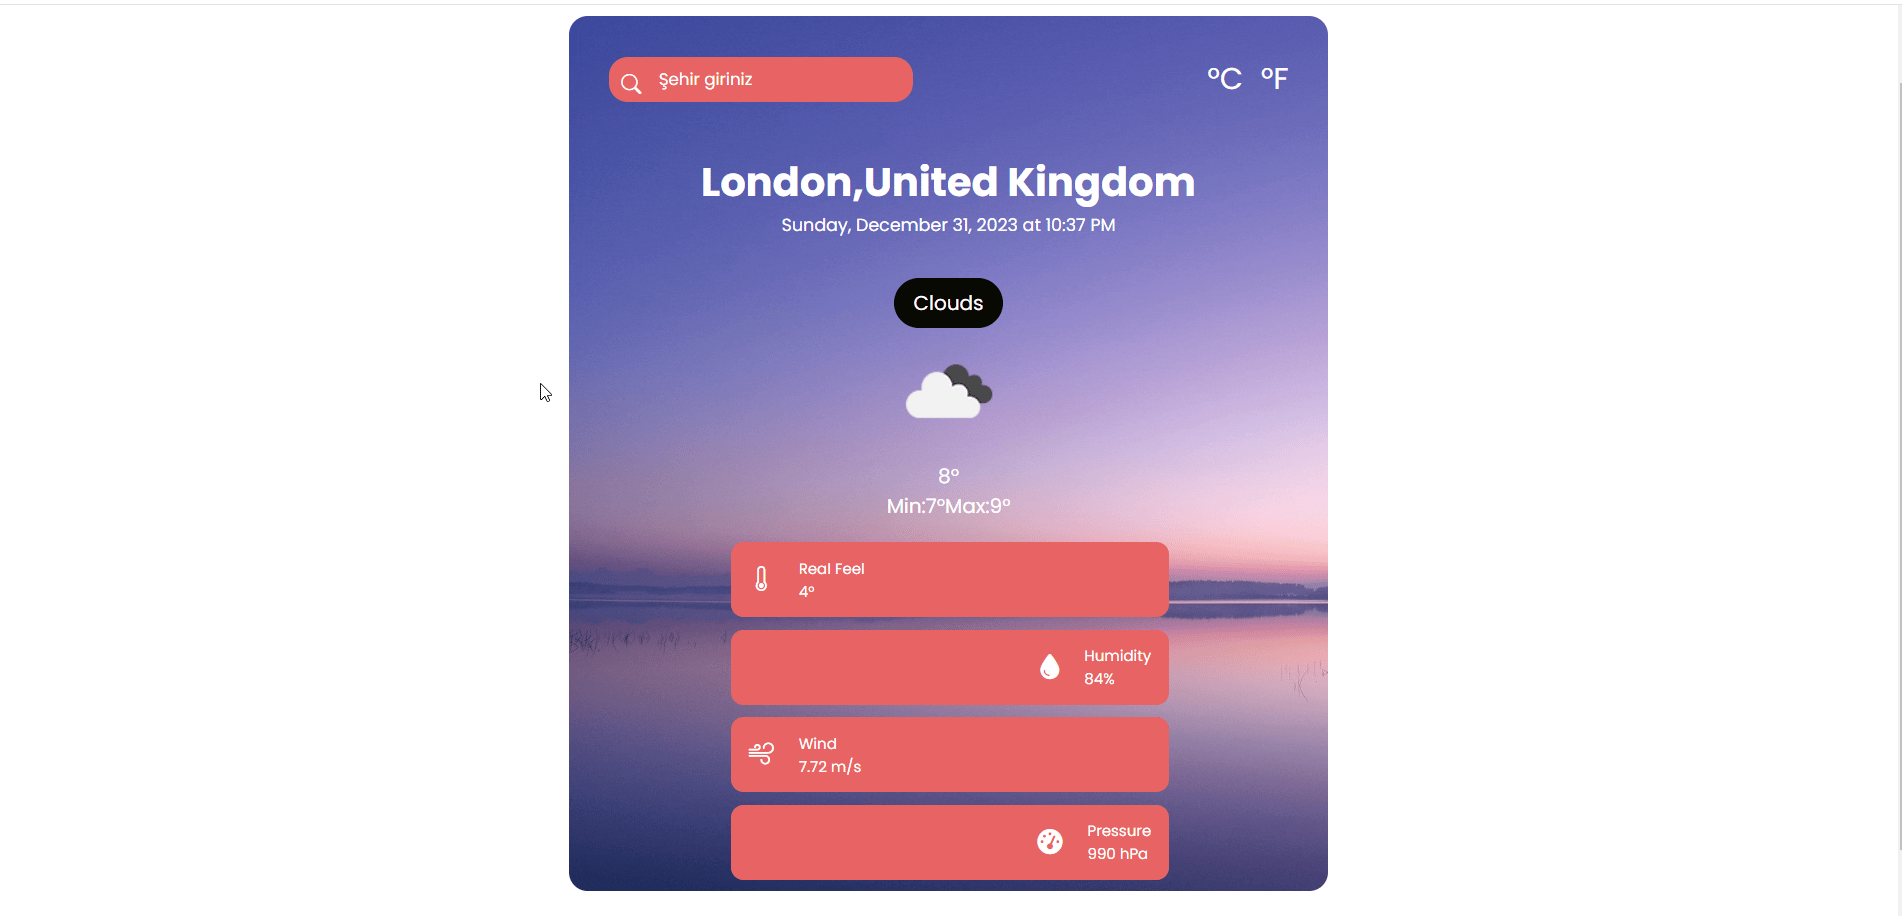 Şehir giriniz
°C °F
London,United Kingdom
Sunday, December 31, 2023 at 10:37 PM
Clouds
8°
Min:7°Max:9°
Real Feel
4°
Humidity
84%
Wind
7.72 m/s
Pressure
990 hPa